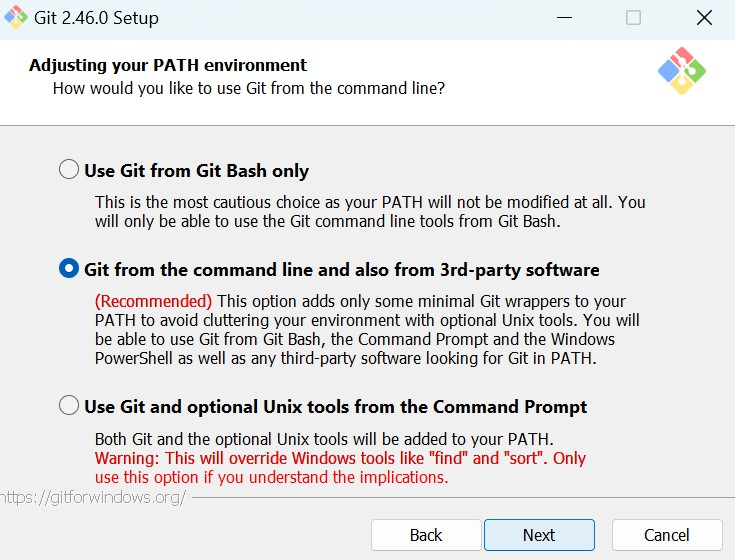 Git 2.46.0 Setup
Adjusting your PATH environment
How would you like to use Git from the command line?
Use Git from Git Bash only
This is the most cautious choice as your PATH will not be modified at all. You
will only be able to use the Git command line tools from Git Bash.
Git from the command line and also from 3rd-party software
(Recommended) This option adds only some minimal Git wrappers to your
PATH to avoid cluttering your environment with optional Unix tools. You will
be able to use Git from Git Bash, the Command Prompt and the Windows
PowerShell as well as any third-party software looking for Git in PATH.
Use Git and optional Unix tools from the Command Prompt
Both Git and the optional Unix tools will be added to your PATH.
Warning: This will override Windows tools like "find" and "sort". Only
use this option if you understand the implications.
https://gitforwindows.org/
Back
Next
Cancel